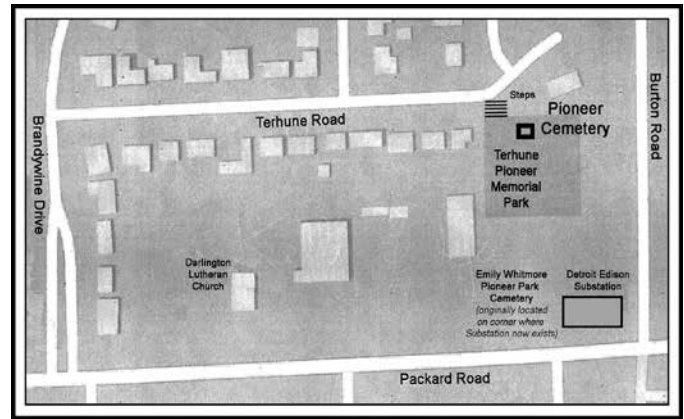 Steps
Pioneer
Cemetery
Terhune Road
Burton Road
Brandywine Drive
Terhune
Pioneer
Memorial
Park
Darlington
Lutheran
Church
Emily Whitmore
Pioneer Park
Cemetery
(originally located
on corner where
Substation now exists)
Detroit Edison
Substation
Packard Road